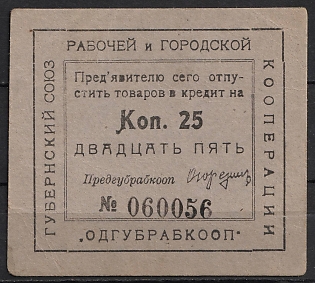 РАБОЧЕЙ и ГОРОДСКОЙ
КООПЕРАЦИИ
ГУБЕРНСКИЙ СОЮЗ
Пред'явителю сего отпу-
стить товаров в кредит на
Коп. 25
ДВАДЦАТЬ ПЯТЬ
Предгубрабкооп
№ 060056
„ОДГУБРАБКООП"